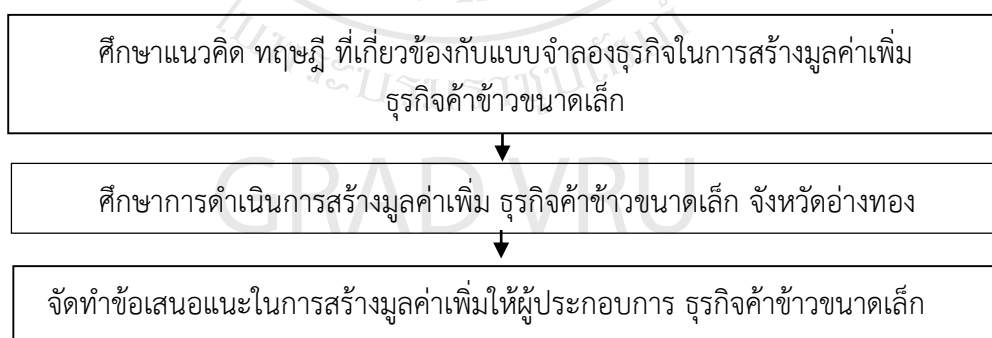 ศึกษาแนวคิด ทฤษฎี ที่เกี่ยวข้องกับแบบจำลองธุรกิจในการสร้างมูลค่าเพิ่ม
ธุรกิจค้าข้าวขนาดเล็ก
GRAD VRU
ศึกษาการดำเนินการสร้างมูลค่าเพิ่ม ธุรกิจค้าข้าวขนาดเล็ก จังหวัดอ่างทอง
จัดทำข้อเสนอแนะในการสร้างมูลค่าเพิ่มให้ผู้ประกอบการ ธุรกิจค้าข้าวขนาดเล็ก